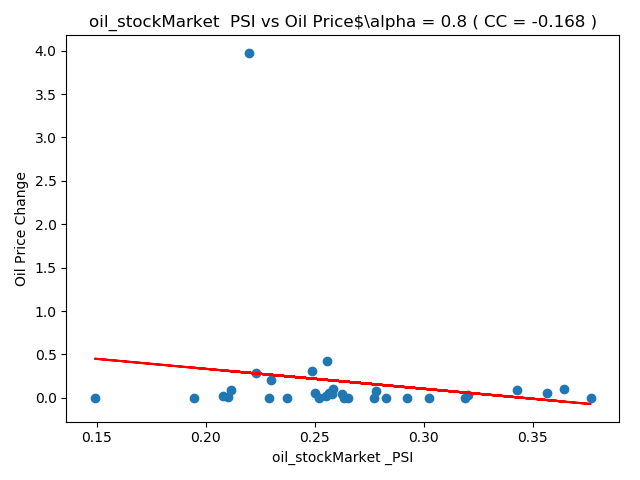 oil_stockMarket  PSI vs Oil Price$\alpha = 0.8 ( CC = -0.168 )
4.0
3.5
3.0
2.5
2.0
1.5
1.0
0.5
0.0
Oil Price Change
0.15 0.20 0.25 0.30 0.35
oil_stockMarket _PSI